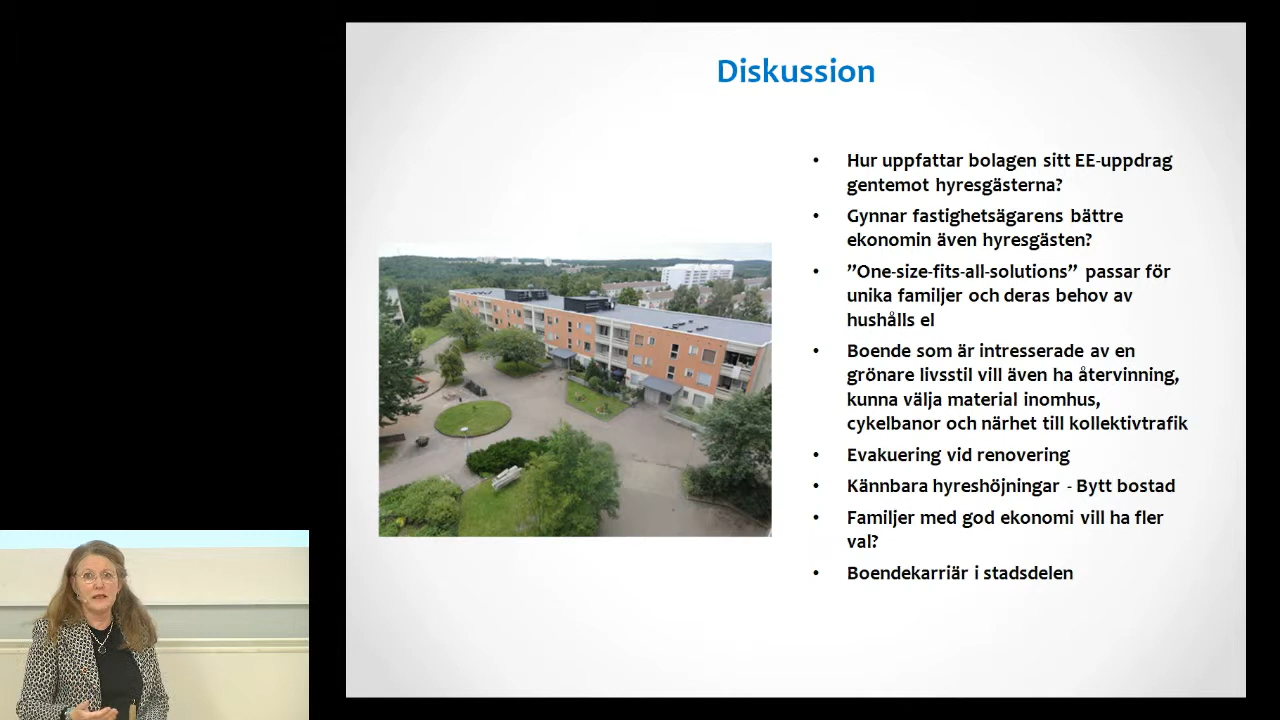 Diskussion
• Hur uppfattar bolagen sitt EE-uppdrag
gentemot hyresgästerna?
• Gynnar fastighetsägarens bättre
ekonomin även hyresgästen?
• ”One-size-fits-all-solutions” passar för
unika familjer och deras behov av
hushålls el
• Boende som är intresserade av en
grönare livsstil vill även ha återvinning,
kunna välja material inomhus,
cykelbanor och närhet till kollektivtrafik
• Evakuering vid renovering
• Kännbara hyreshöjningar - Bytt bostad
• Familjer med god ekonomi vill ha fler
val?
• Boendekarriär i stadsdelen